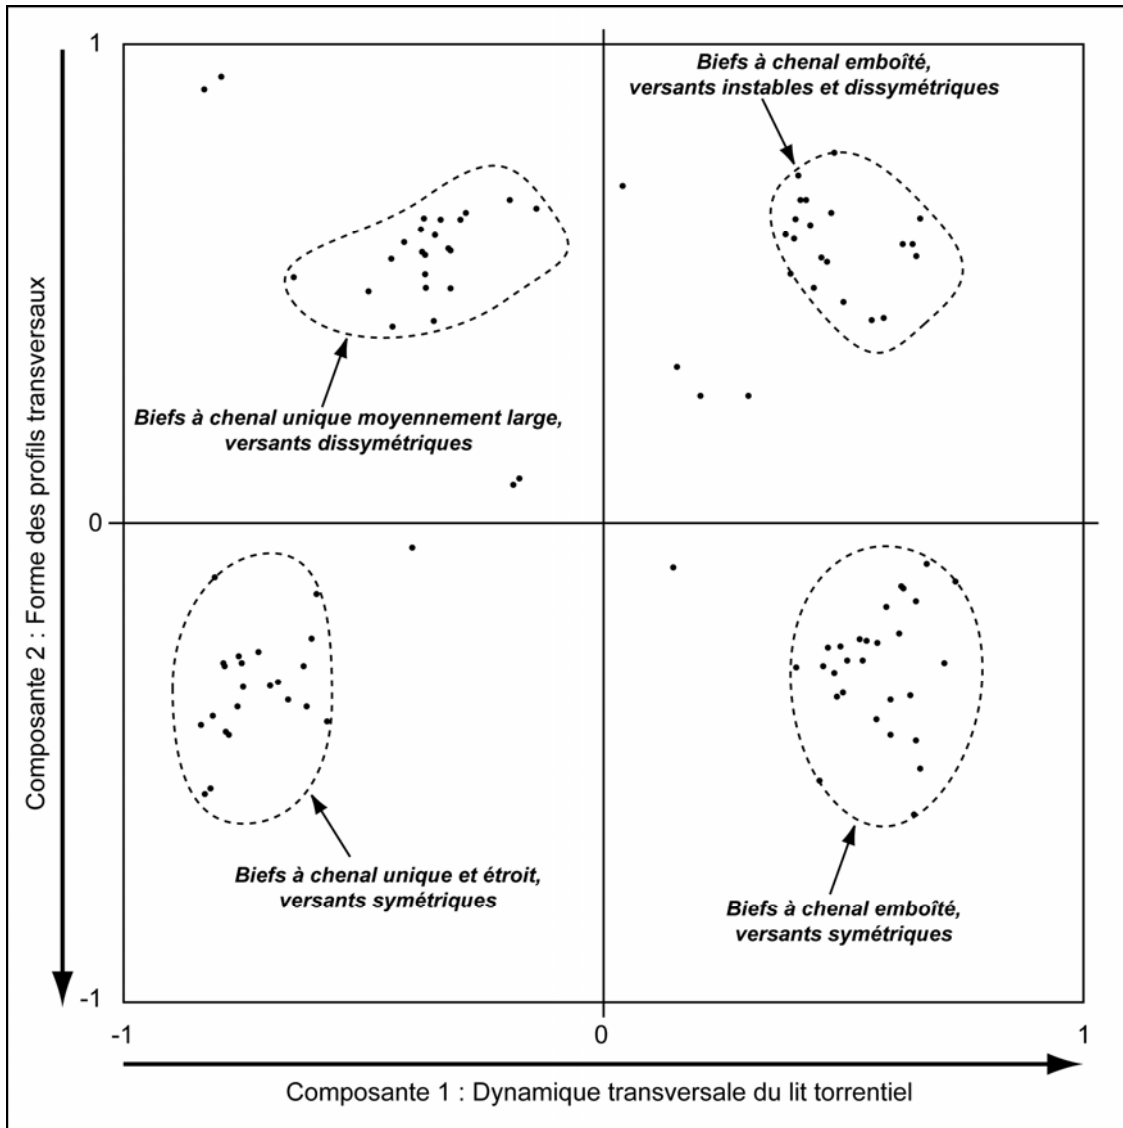 1
Biefs à chenal emboîté,
versants instables et dissymétriques
Biefs à chenal unique moyennement large,
versants dissymétriques
Composante 2 : Forme des profils transversaux
0
Biefs à chenal unique et étroit,
versants symétriques
Biefs à chenal emboîté,
versants symétriques
-1
-1 0 1
Composante 1 : Dynamique transversale du lit torrentiel